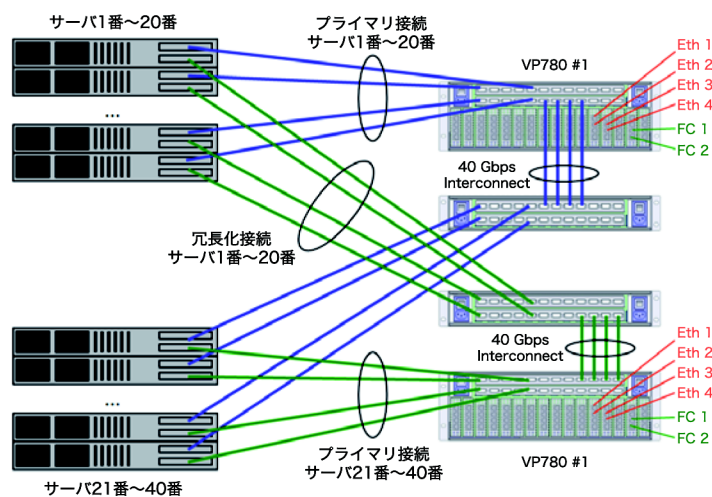 サーバ1番～20番
プライマリ接続
サーバ1番～20番
VP780 #1
Eth 1
Eth 2
Eth 3
Eth 4
FC 1
FC 2
...
40 Gbps
Interconnect
冗長化接続
サーバ1番～20番
40 Gbps
Interconnect
Eth 1
Eth 2
Eth 3
Eth 4
FC 1
FC 2
...
プライマリ接続
サーバ21番～40番
VP780 #1
サーバ21番～40番